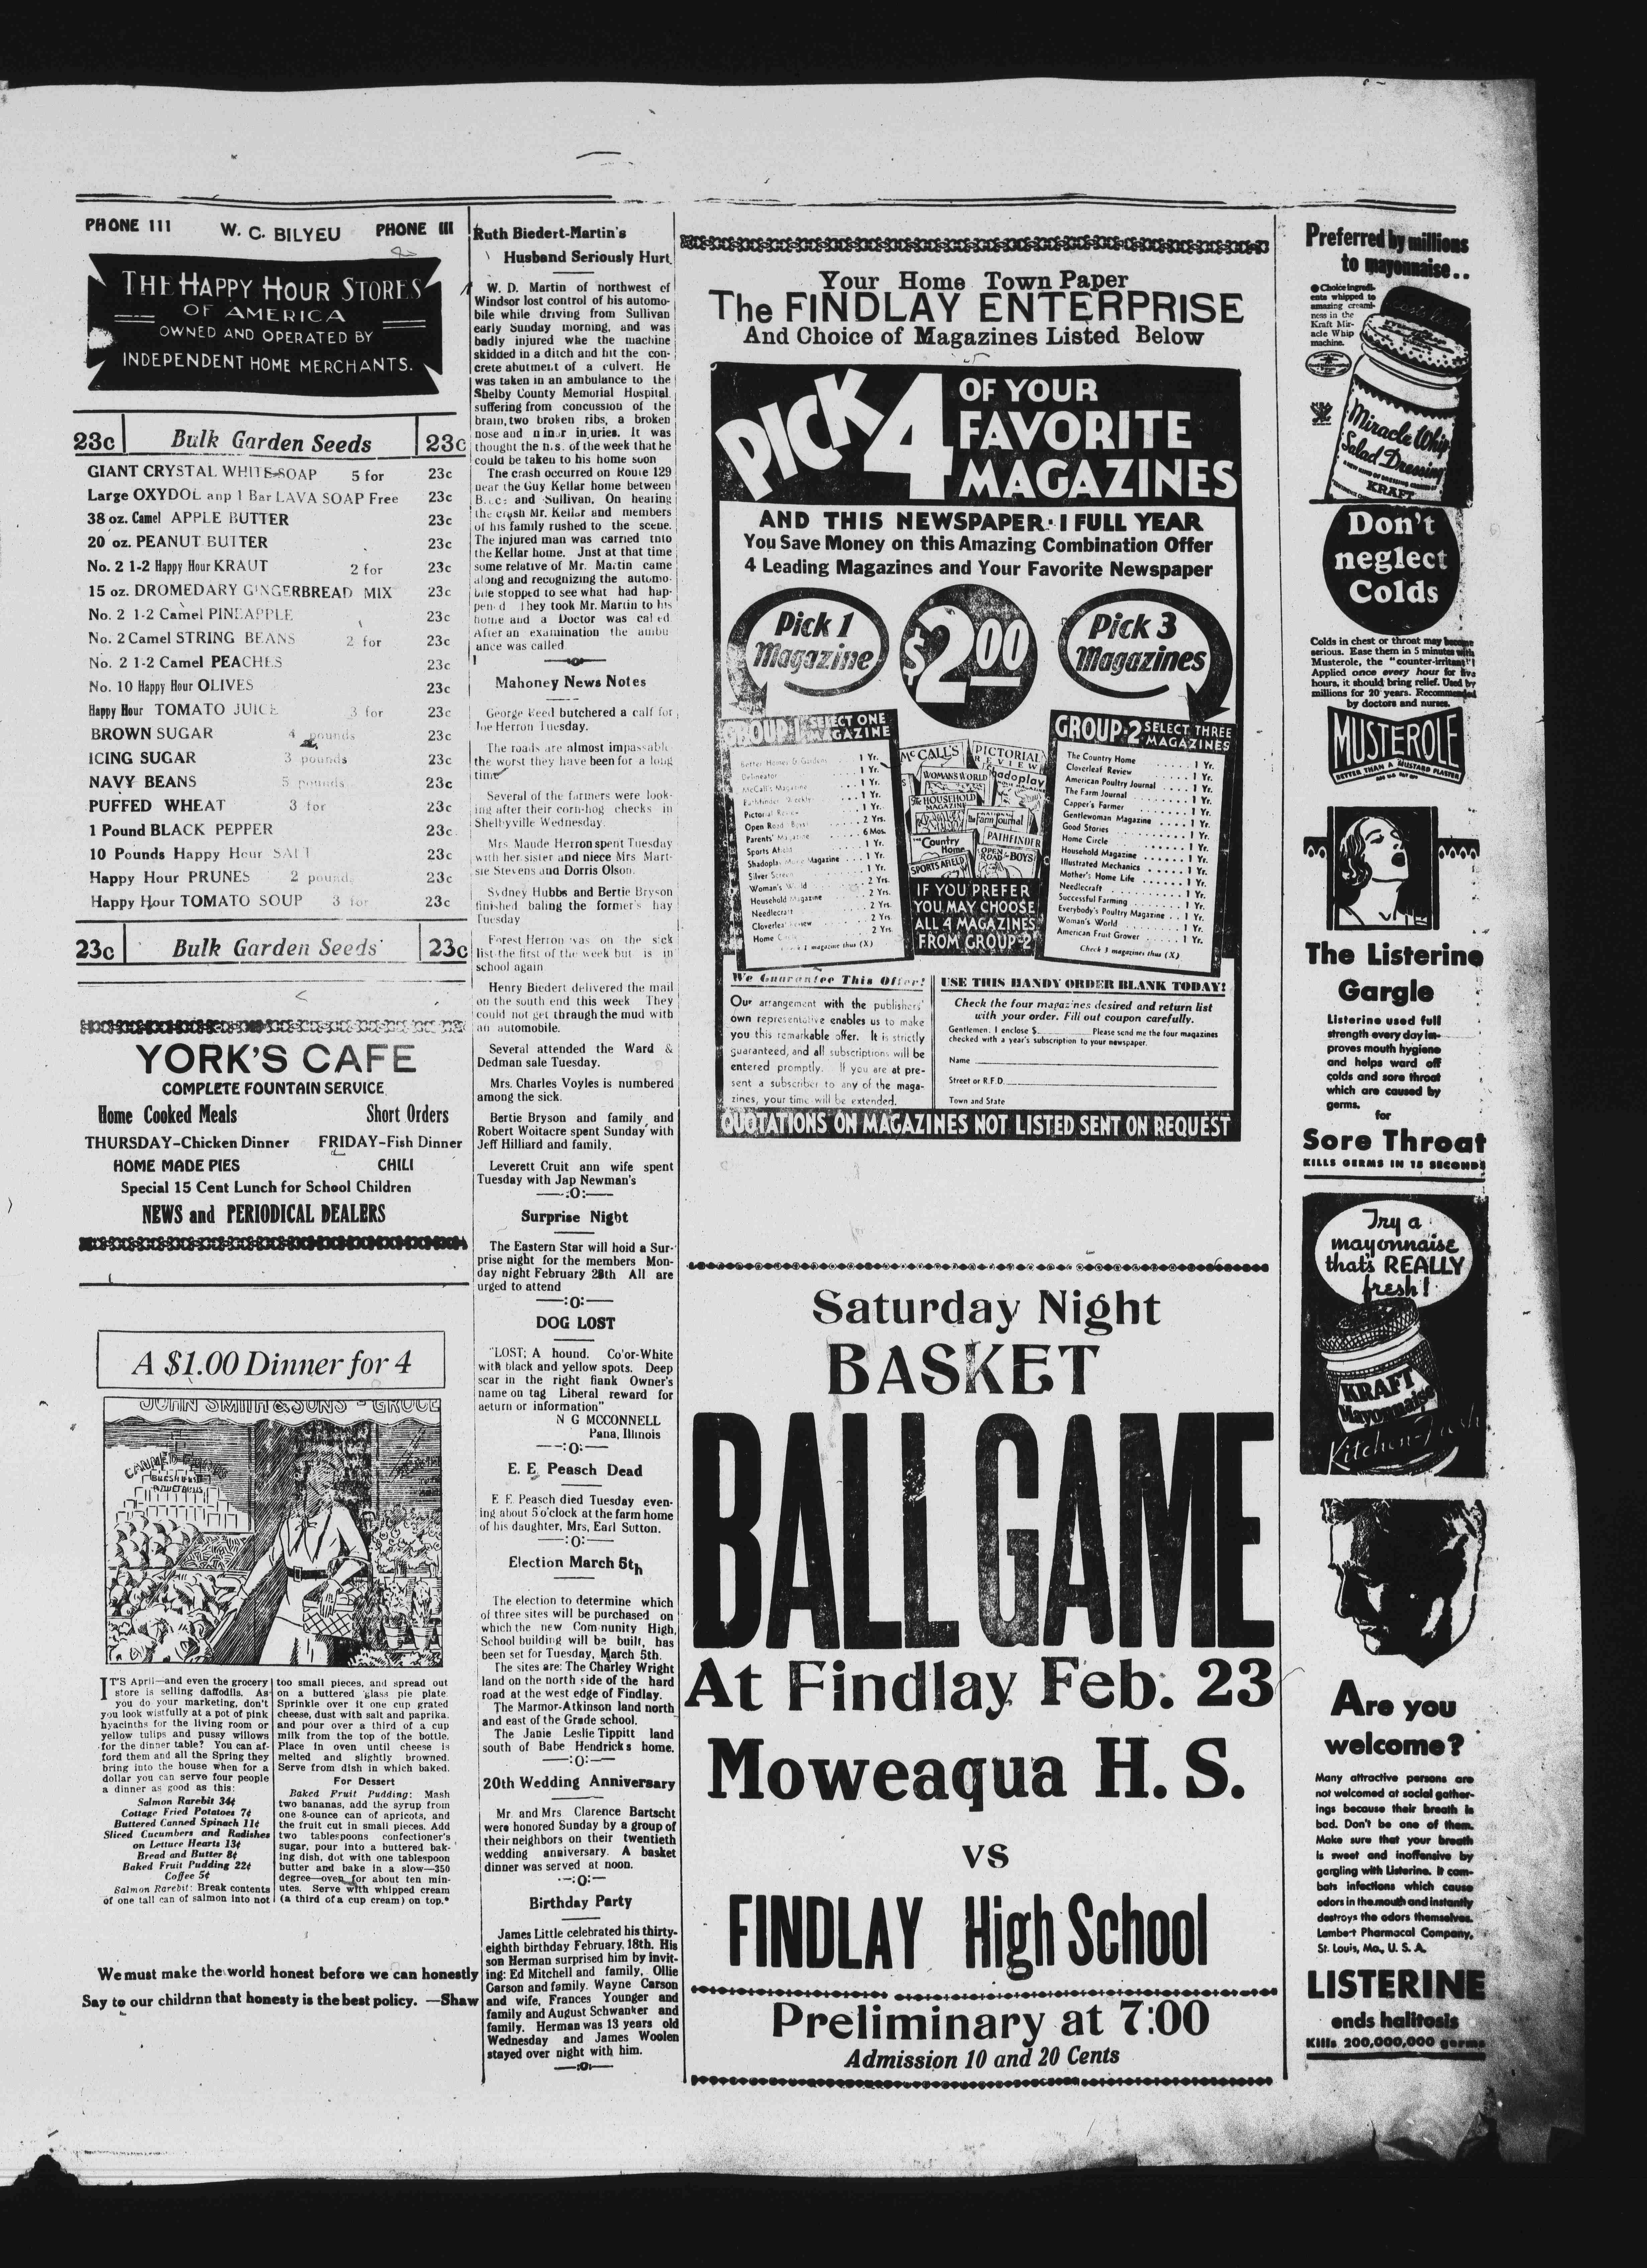 PHONE 111 W. C. BILYEU PHONE 111
THE HAPPY HOUR STORES
OF AMERICA
OWNED AND OPERATED BY
INDEPENDENT HOME MERCHANTS.
23c Bulk Garden Seeds 23c
GIANT CRYSTAL WHITE SOAP 5 for 23c
Large OXYDOL anp 1 Bar LAVA SOAP Free 23c
38 oz. Camel APPLE BUTTER 23c
20 oz. PEANUT BUTTER 23c
No. 2 1-2 Happy Hour KRAUT 2 for 23c
15 oz. DROMEDARY GINGERBREAD MIX 23c
No. 2 1-2 Camel PINEAPPLE 23c
No. 2 Camel STRING BEANS 2 for 23c
No. 2 1-2 Camel PEACHES 23c
No. 10 Happy Hour OLIVES 23c
Happy Hour TOMATO JUICE 3 for 23c
BROWN SUGAR 4 pounds 23c
ICING SUGAR 3 pounds 23c
NAVY BEANS 5 pounds 23c
PUFFED WHEAT 3 for 23c
1 Pound BLACK PEPPER 23c
10 Pounds Happy Hour SALT 23c
Happy Hour PRUNES 2 pound 23c
Happy Hour TOMATO SOUP 3 for 23c
23c Bulk Garden Seeds 23c
YORK'S CAFE
COMPLETE FOUNTAIN SERVICE
Home Cooked Meals Short Orders
THURSDAY-Chicken Dinner FRIDAY-Fish Dinner
HOME MADE PIES CHILI
Special 15 Cent Lunch for School Children
NEWS and PERIODICAL DEALERS
A $1.00 Dinner for 4
JOHN SMITH & SONS - GROCE
CANNED
IT'S April—and even the grocery
store is selling daffodils. As
you do your marketing, don't
you look wistfully at a pot of pink
hyacinths for the living room or
yellow tulips and pussy willows
for the dinner table? You can af-
ford them and all the Spring they
bring into the house when for a
dollar you can serve four people
a dinner as good as this:
Salmon Rarebit 34¢
Cottage Fried Potatoes 7¢
Buttered Canned Spinach 11¢
Sliced Cucumbers and Radishes
on Lettuce Hearts 13¢
Bread and Butter 8¢
Baked Fruit Pudding 22¢
Coffee 5¢
Salmon Rarebit: Break contents
of one tall can of salmon into not
too small pieces, and spread out
on a buttered glass pie plate.
Sprinkle over it one cup grated
cheese, dust with salt and paprika.
and pour over a third of a cup
milk from the top of the bottle.
Place in oven until cheese is
melted and slightly browned.
Serve from dish in which baked.
For Dessert
Baked Fruit Pudding: Mash
two bananas, add the syrup from
one 8-ounce can of apricots, and
the fruit cut in small pieces. Add
two tablespoons confectioner's
sugar, pour into a buttered bak-
ing dish, dot with one tablespoon
butter and bake in a slow—350
degree—oven for about ten min-
utes. Serve with whipped cream
(a third of a cup cream) on top.*
We must make the world honest before we can honestly
Say to our childrnn that honesty is the best policy. —Shaw
Ruth Biedert-Martin's
Husband Seriously Hurt
W. D. Martin of northwest of
Windsor lost control of his automo-
bile while driving from Sullivan
early Sunday morning, and was
badly injured whe the machine
skidded in a ditch and hit the con-
crete abutment of a culvert. He
was taken in an ambulance to the
Shelby County Memorial Hospital
suffering from concussion of the
brain, two broken ribs, a broken
nose and injuries. It was
thought the of the week that he
could be taken to his home soon
The crash occurred on Route 129
near the Guy Kellar home between
and Sullivan, On hearing
the crash Mr. Kellar and members
of his family rushed to the scene.
The injured man was carried tnto
the Kellar home. Jnst at that time
some relative of Mr. Martin came
along and recognizing the automo-
bile stopped to see what had hap-
pen d They took Mr. Martin to his
home and a Doctor was cal ed
After an examination the ambu
ance was called
Mahoney News Notes
George Reed butchered a calf for
Joe Herron Tuesday.
The roads are almost impassable
the worst they have been for a long
time
Several of the farmers were look-
ing after their corn-hog checks in
Shelbyville Wednesday.
Mrs Maude Herron spent Tuesday
with her sister and niece Mrs Mart-
sie Stevens and Dorris Olson.
Sydney Hubbs and Bertie Bryson
finished baling the former's hay
Tuesday
Forest Herron was on the sick
list the first of the week but is in
school again
Henry Biedert delivered the mail
on the south end this week They
could not get through the mud with
an automobile.
Several attended the Ward &
Dedman sale Tuesday.
Mrs. Charles Voyles is numbered
among the sick.
Bertie Bryson and family and
Robert Woitacre spent Sunday with
Jeff Hilliard and family.
Leverett Cruit ann wife spent
Tuesday with Jap Newman's
—:O:—
Surprise Night
The Eastern Star will hoid a Sur-
prise night for the members Mon-
day night February 28th All are
urged to attend
—:O:—
DOG LOST
"LOST; A hound. Co'or-White
with black and yellow spots. Deep
scar in the right fiank Owner's
name on tag Liberal reward for
aeturn or information"
N G MCCONNELL
Pana, Illinois
—:O:—
E. E. Peasch Dead
E E Peasch died Tuesday even-
ing about 5 o'clock at the farm home
of his daughter, Mrs, Earl Sutton.
—:O:—
Election March 5th
The election to determine which
of three sites will be purchased on
which the new Community High
School building will be built, has
been set for Tuesday, March 5th.
The sites are: The Charley Wright
land on the north side of the hard
road at the west edge of Findlay.
The Marmor-Atkinson land north
and east of the Grade school.
The Janie Leslie Tippitt land
south of Babe Hendricks home.
—:O:—
20th Wedding Anniversary
Mr. and Mrs Clarence Bartscht
were honored Sunday by a group of
their neighbors on their twentieth
wedding anniversary. A basket
dinner was served at noon.
—:O:—
Birthday Party
James Little celebrated his thirty-
eighth birthday February, 18th. His
son Herman surprised him by invit-
ing: Ed Mitchell and family, Ollie
Carson and family. Wayne Carson
and wife, Frances Younger and
family and August Schwanker and
family. Herman was 13 years old
Wednesday and James Woolen
stayed over night with him.
—:O:—
Your Home Town Paper
The FINDLAY ENTERPRISE
And Choice of Magazines Listed Below
PICK 4 OF YOUR
FAVORITE
MAGAZINES
AND THIS NEWSPAPER - 1 FULL YEAR
You Save Money on this Amazing Combination Offer
4 Leading Magazines and Your Favorite Newspaper
Pick 1
Magazine
$2.00
Pick 3
Magazines
GROUP-1 SELECT ONE
MAGAZINE
Better Homes & Gardens 1 Yr.
Delineator 1 Yr.
McCall's Magazine 1 Yr.
Pathfinder Weekly 1 Yr.
Pictorial Review 1 Yr.
Open Road (Boys) 2 Yrs.
Parents' Magazine 6 Mos.
Sports Afield 1 Yr.
Shadoplay Movie Magazine 1 Yr.
Silver Screen 1 Yr.
Woman's World 2 Yrs.
Household Magazine 2 Yrs.
Needlecraft 2 Yrs.
Cloverleaf Review 2 Yrs.
Home Circle 2 Yrs.
Check 1 magazine thus (X)
McCALL'S
PICTORIAL
REVIEW
WOMAN'S WORLD
Shadoplay
The HOUSEHOLD
MAGAZINE
The Farm Journal
PATHFINDER
The Country
Home
OPEN
ROAD for BOYS
SPORTS AFIELD
IF YOU PREFER
YOU MAY CHOOSE
ALL 4 MAGAZINES
FROM GROUP-2
GROUP-2 SELECT THREE
MAGAZINES
The Country Home 1 Yr.
Cloverleaf Review 1 Yr.
American Poultry Journal 1 Yr.
The Farm Journal 1 Yr.
Capper's Farmer 1 Yr.
Gentlewoman Magazine 1 Yr.
Good Stories 1 Yr.
Home Circle 1 Yr.
Household Magazine 1 Yr.
Illustrated Mechanics 1 Yr.
Mother's Home Life 1 Yr.
Needlecraft 1 Yr.
Successful Farming 1 Yr.
Everybody's Poultry Magazine 1 Yr.
Woman's World 1 Yr.
American Fruit Grower 1 Yr.
Check 3 magazines thus (X)
We Guarantee This Offer!
Our arrangement with the publishers'
own representative enables us to make
you this remarkable offer. It is strictly
guaranteed, and all subscriptions will be
entered promptly. If you are at pre-
sent a subscriber to any of the maga-
zines, your time will be extended.
USE THIS HANDY ORDER BLANK TODAY!
Check the four magazines desired and return list
with your order. Fill out coupon carefully.
Gentlemen: I enclose $ Please send me the four magazines
checked with a year's subscription to your newspaper.
Name
Street or R.F.D.
Town and State
QUOTATIONS ON MAGAZINES NOT LISTED SENT ON REQUEST
Saturday Night
BASKET
BALL GAME
At Findlay Feb. 23
Moweaqua H. S.
VS
FINDLAY High School
Preliminary at 7:00
Admission 10 and 20 Cents
Preferred by millions
to mayonnaise..
Choice ingredi-
ents whipped to
amazing creami-
ness in the
Kraft Mir-
acle Whip
machine.
Miracle Whip
Salad Dressing
KRAFT
Don't
neglect
Colds
Colds in chest or throat may become
serious. Ease them in 5 minutes with
Musterole, the "counter-irritant"!
Applied once every hour for five
hours, it should bring relief. Used by
millions for 20 years. Recommended
by doctors and nurses.
MUSTEROLE
BETTER THAN A MUSTARD PLASTER
The Listerine
Gargle
Listerine used full
strength every day im-
proves mouth hygiene
and helps ward off
colds and sore throat
which are caused by
germs.
for
Sore Throat
KILLS GERMS IN 15 SECONDS
Try a
mayonnaise
that's REALLY
fresh!
KRAFT
Mayonnaise
Kitchen-Fresh
Are you
welcome?
Many attractive persons are
not welcomed at social gather-
ings because their breath is
bad. Don't be one of them.
Make sure that your breath
is sweet and inoffensive by
gargling with Listerine. It com-
bats infections which cause
odors in the mouth and instantly
destroys the odors themselves.
Lambert Pharmacal Company,
St. Louis, Mo., U. S. A.
LISTERINE
ends halitosis
Kills 200,000,000 germs